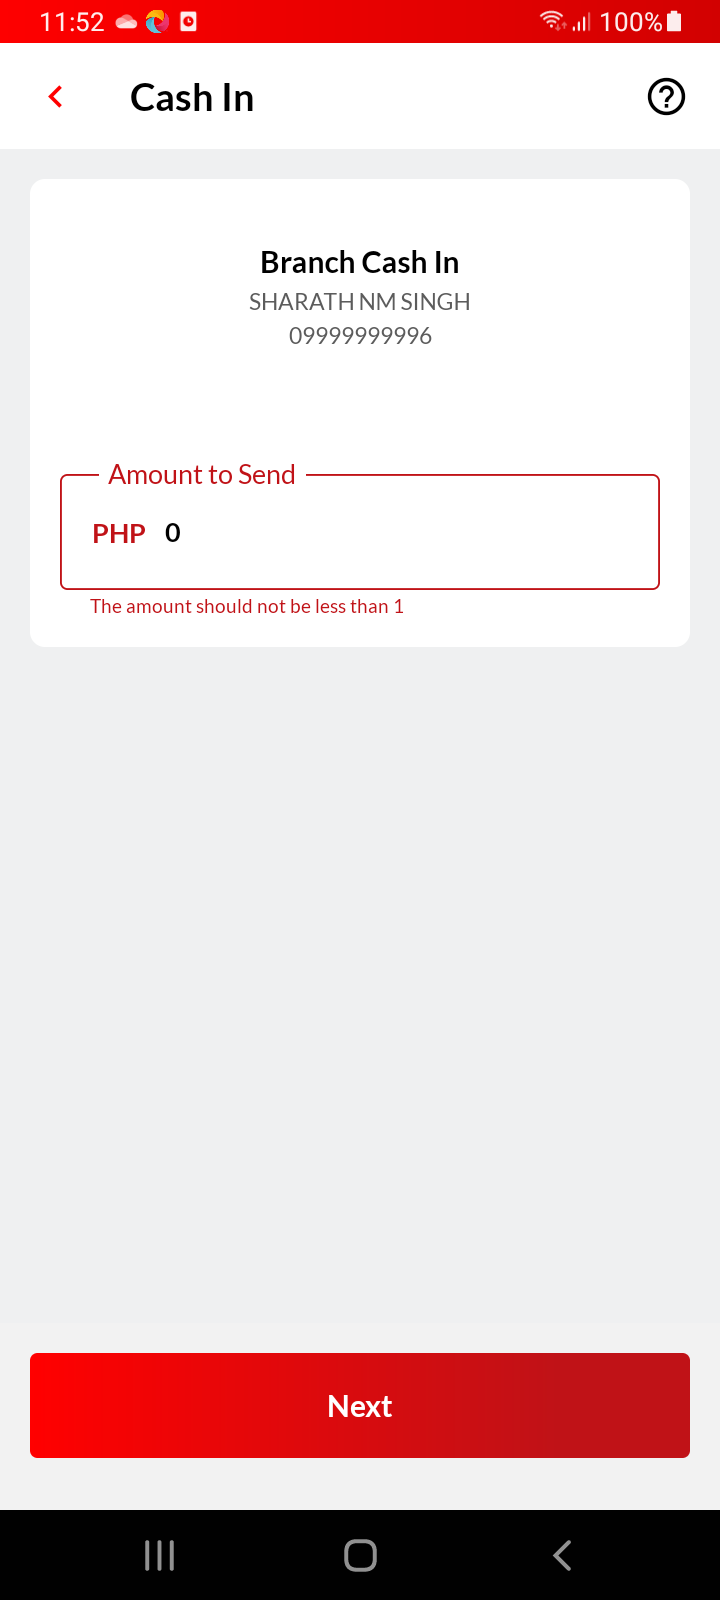 11:52
100%
Cash In
Branch Cash In
SHARATH NM SINGH
09999999996
Amount to Send
PHP 0
The amount should not be less than 1
Next